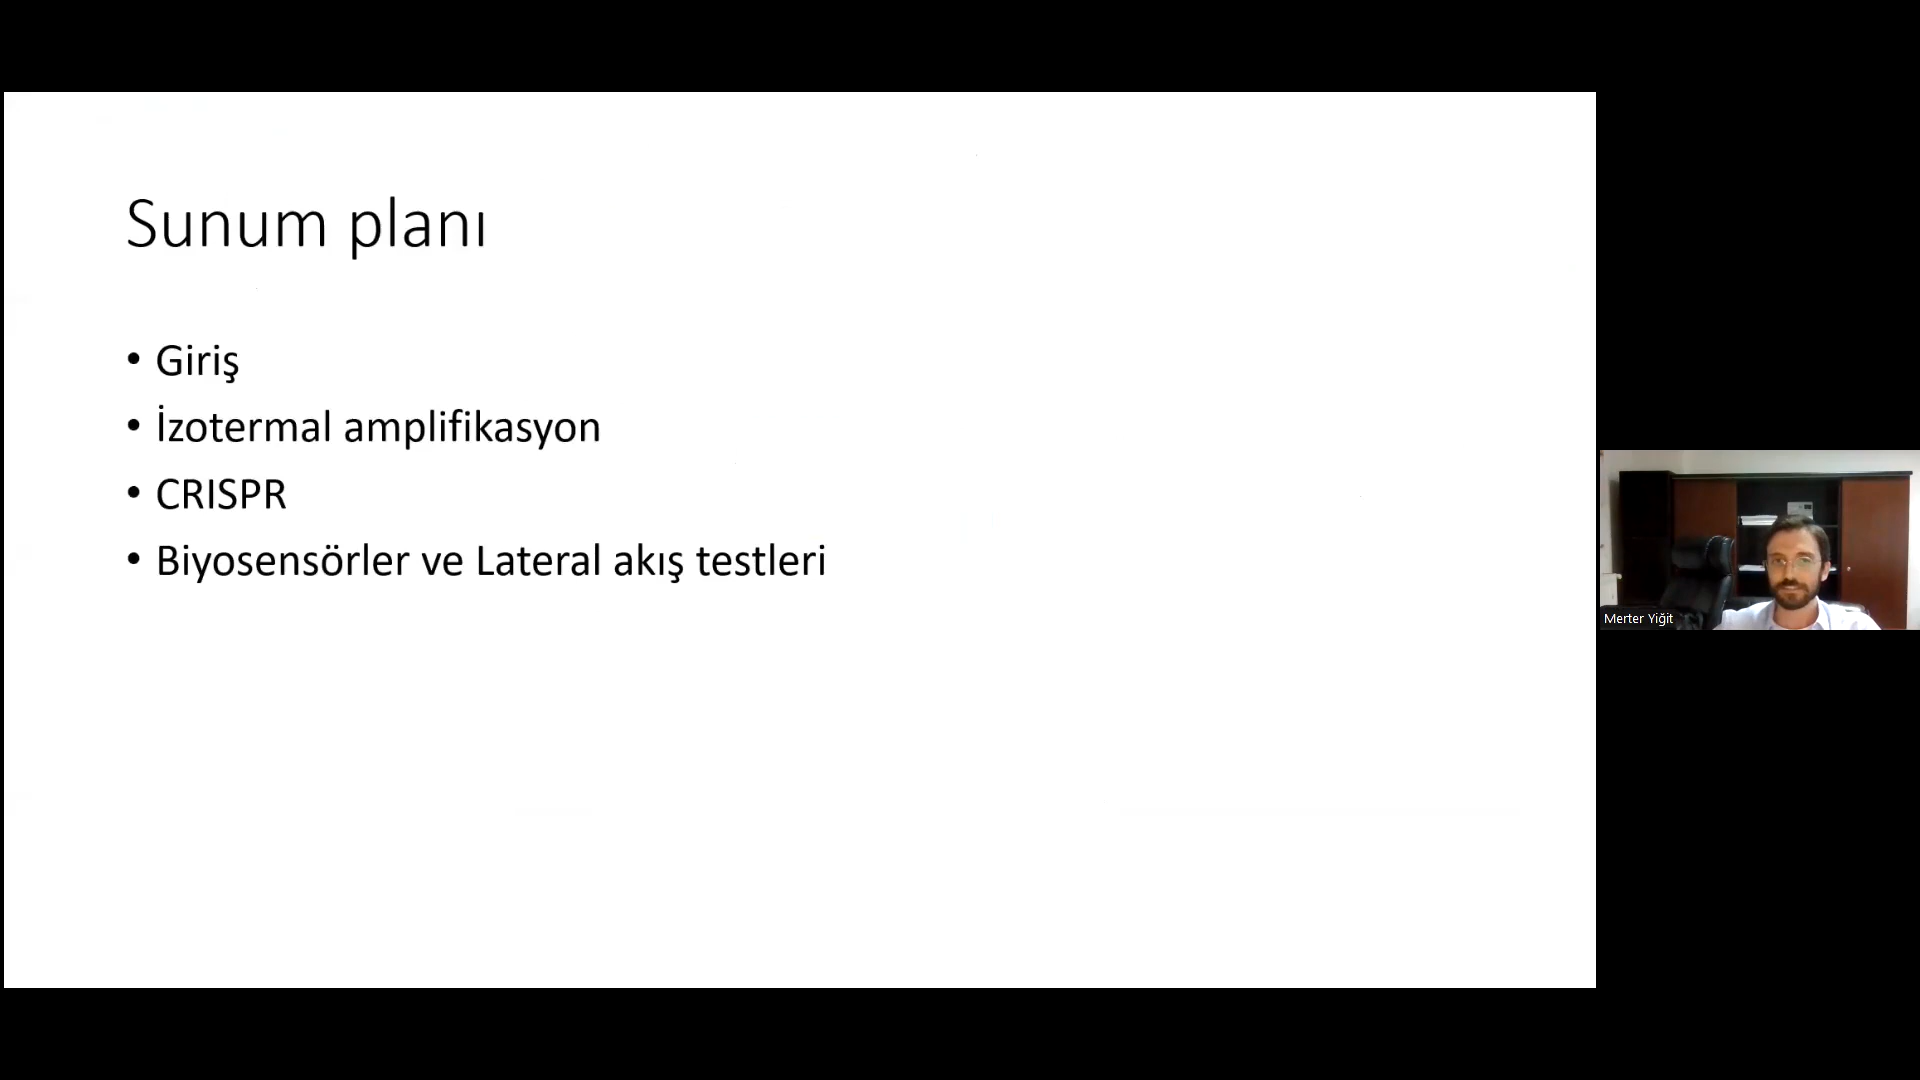 Sunum planı
• Giriş
• İzotermal amplifikasyon
• CRISPR
• Biyosensörler ve Lateral akış testleri
Merter Yiğit